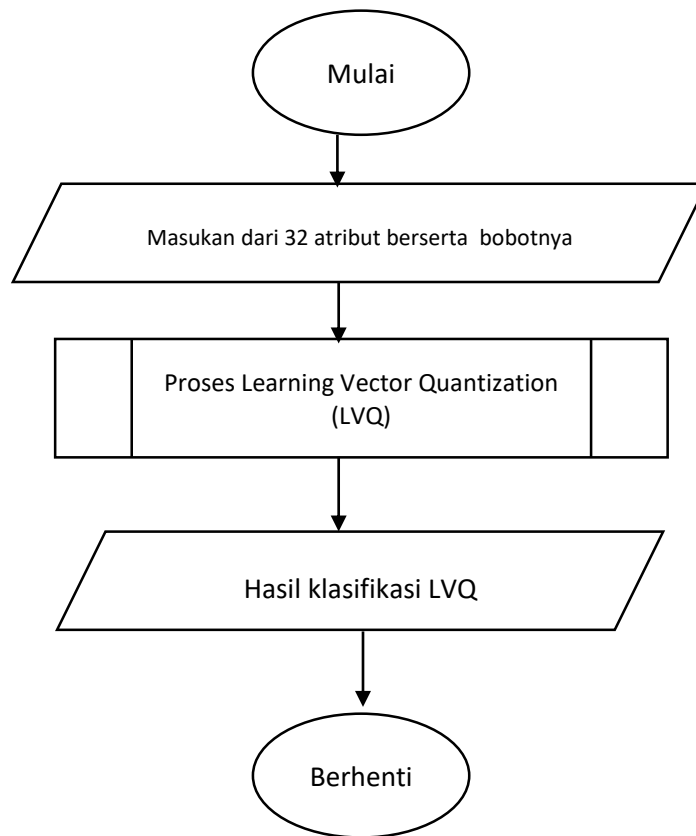 Mulai
Masukan dari 32 atribut berserta bobotnya
Proses Learning Vector Quantization
(LVQ)
Hasil klasifikasi LVQ
Berhenti